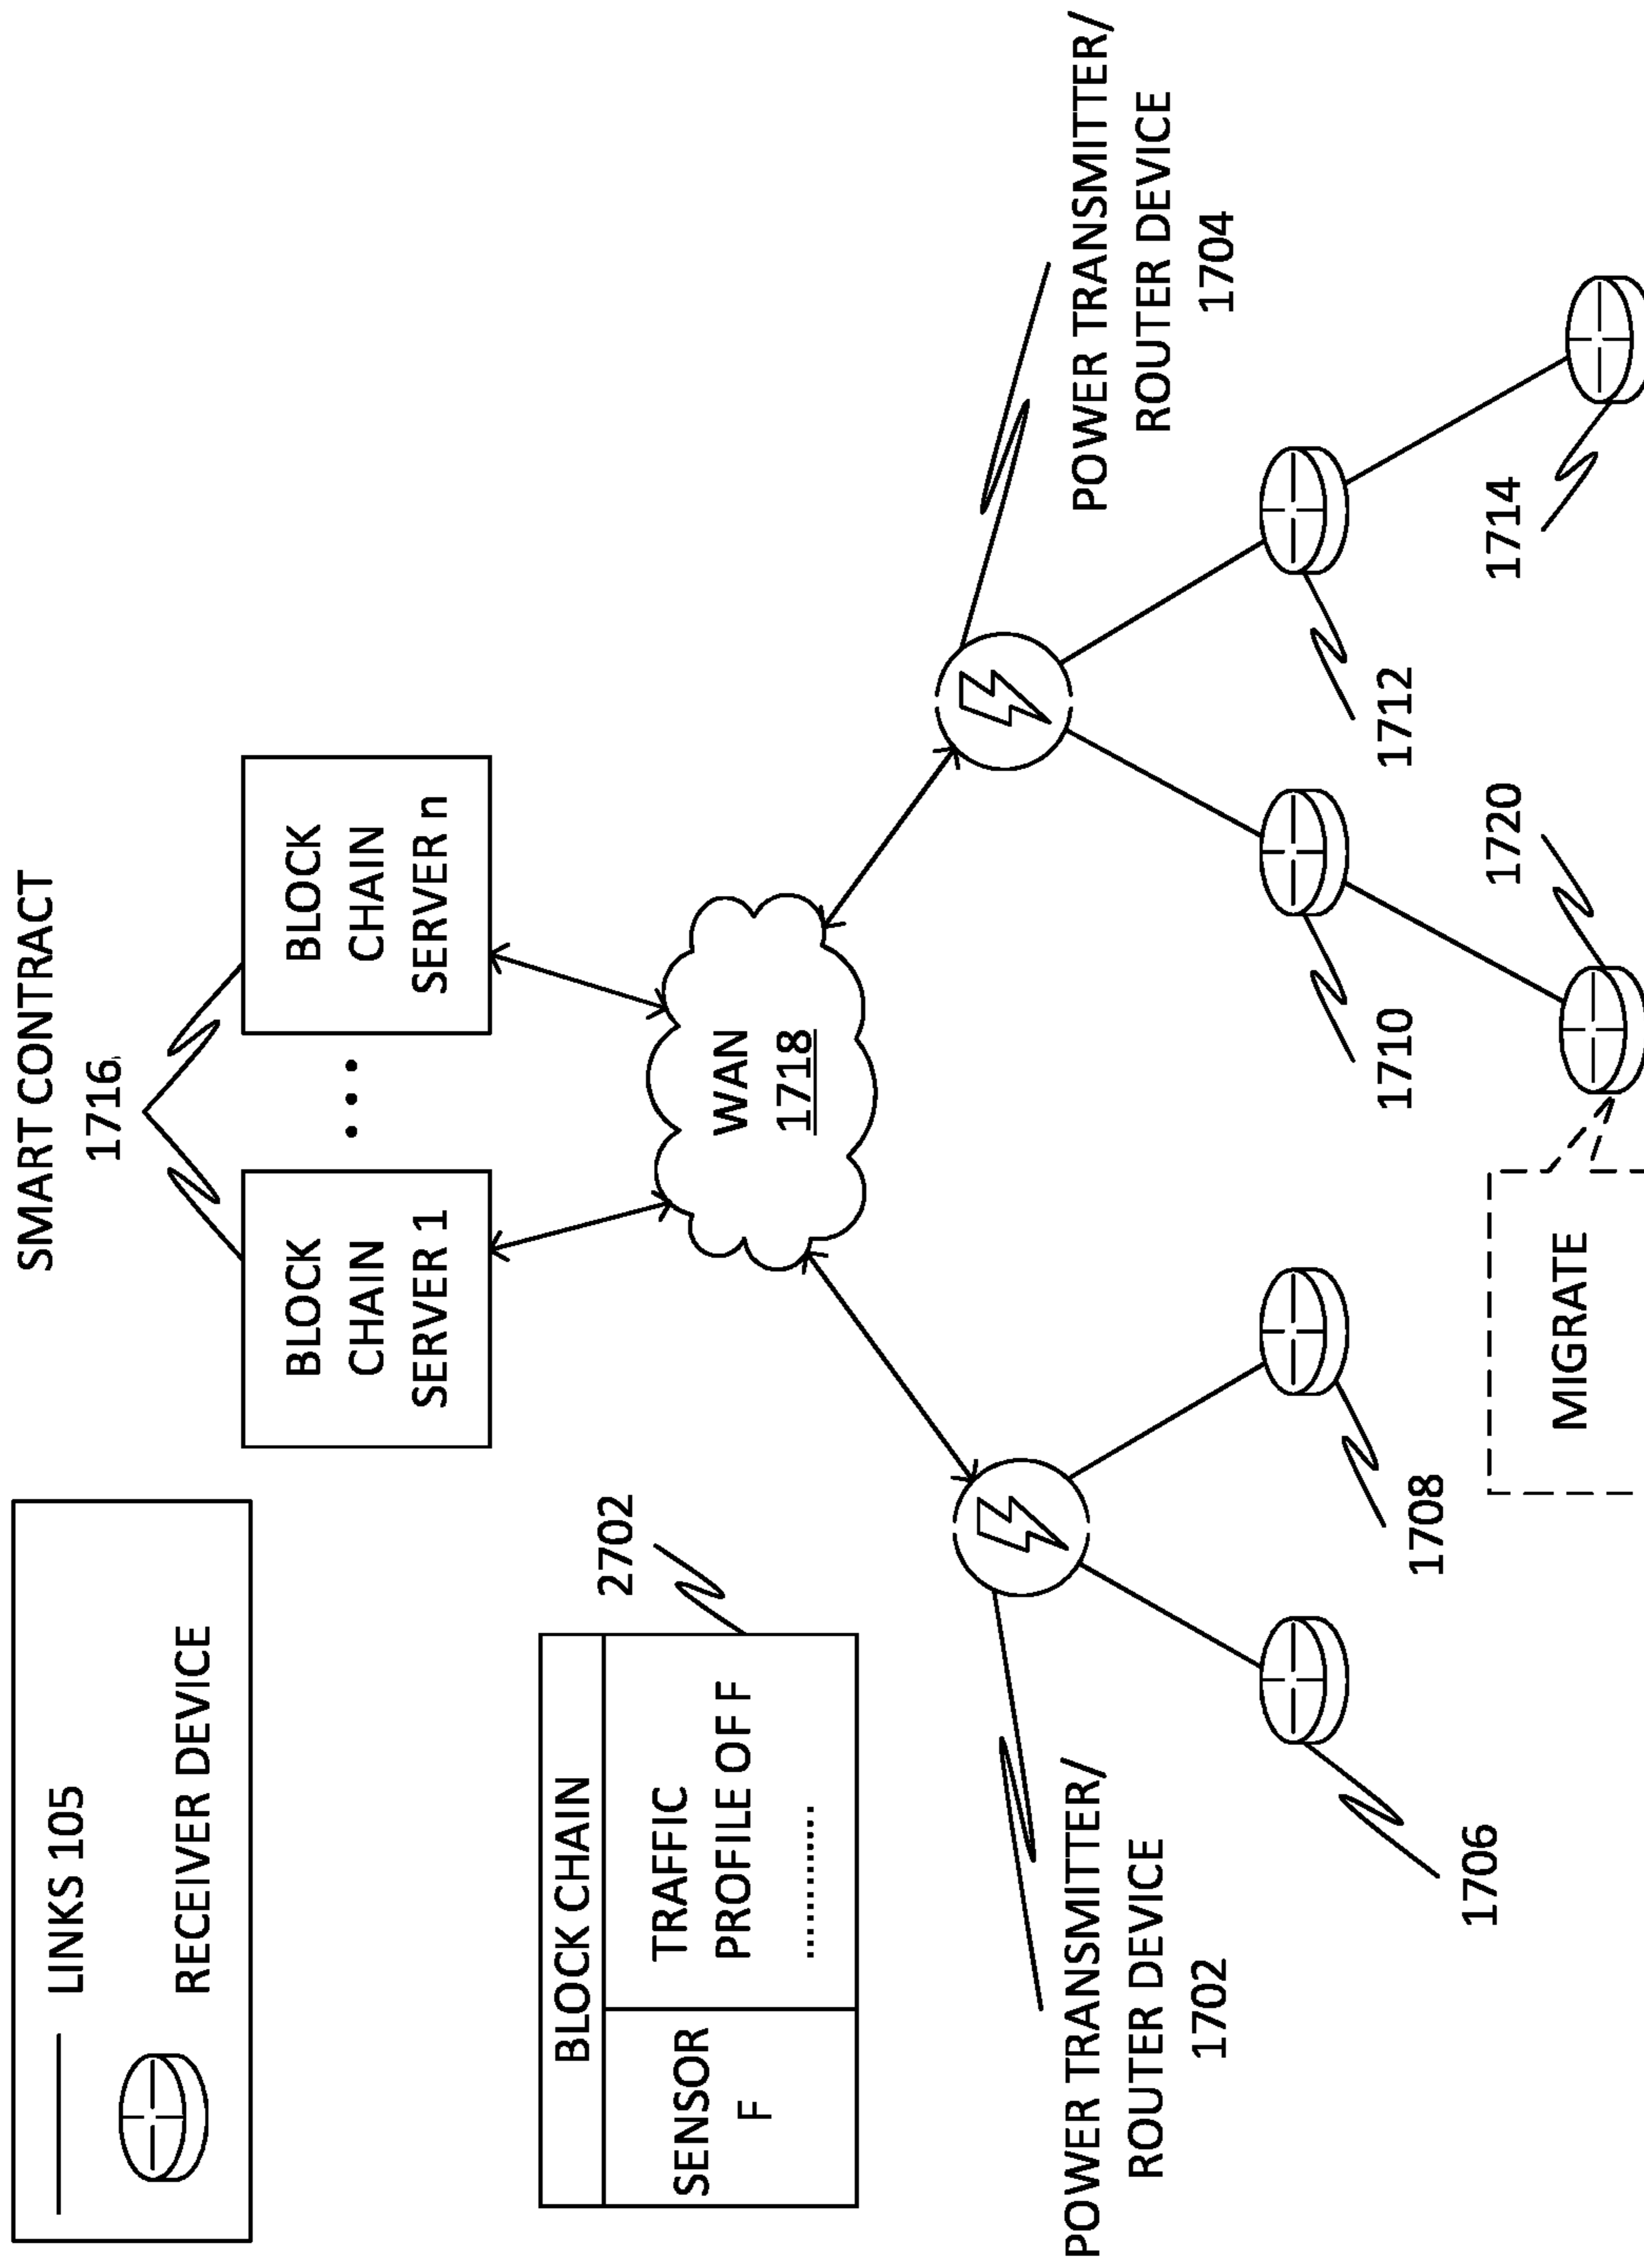 LINKS 105
RECEIVER DEVICE
SMART CONTRACT
1716
BLOCK
CHAIN
SERVER 1
...
BLOCK
CHAIN
SERVER n
2702
BLOCK CHAIN
SENSOR
F
TRAFFIC
PROFILE OF F
..........
WAN
1718
POWER TRANSMITTER/
ROUTER DEVICE
1702
POWER TRANSMITTER/
ROUTER DEVICE
1704
1706
1708
1710
1712
1720
1714
MIGRATE